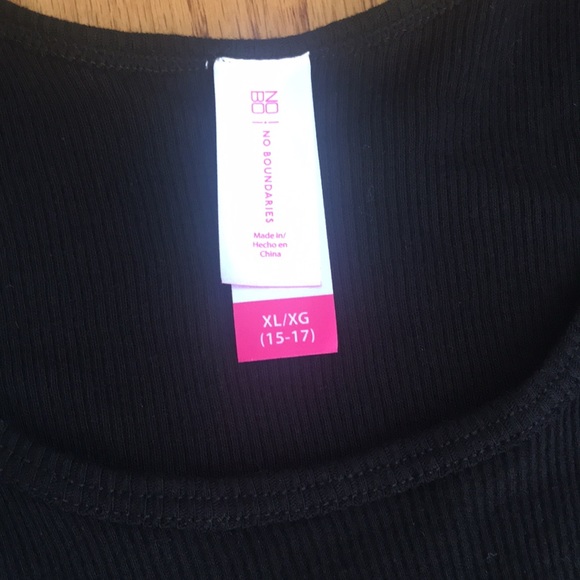 NO
BO
NO BOUNDARIES
Made in/
Hecho en
China
XL/XG
(15-17)